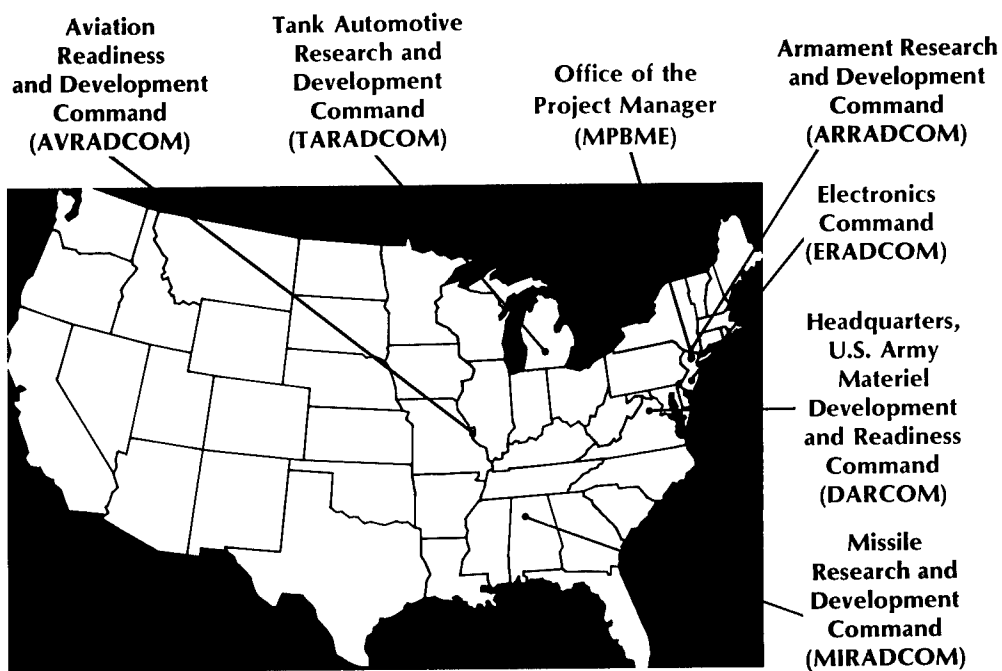 Aviation
Readiness
and Development
Command
(AVRADCOM)
Tank Automotive
Research and
Development
Command
(TARADCOM)
Office of the
Project Manager
(MPBME)
Armament Research
and Development
Command
(ARRADCOM)
Electronics
Command
(ERADCOM)
Headquarters,
U.S. Army
Materiel
Development
and Readiness
Command
(DARCOM)
Missile
Research and
Development
Command
(MIRADCOM)